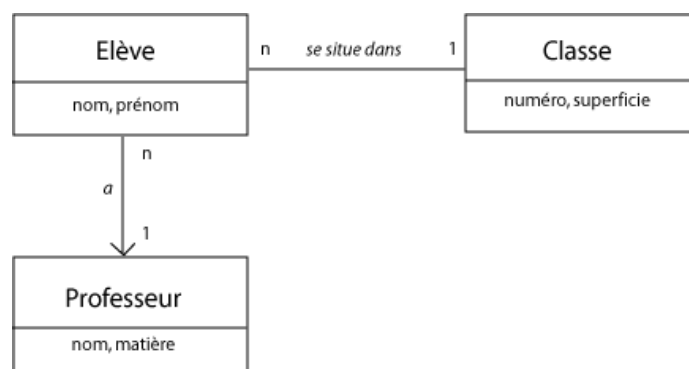 Elève
n se situe dans 1
Classe
nom, prénom
numéro, superficie
n
a
1
Professeur
nom, matière